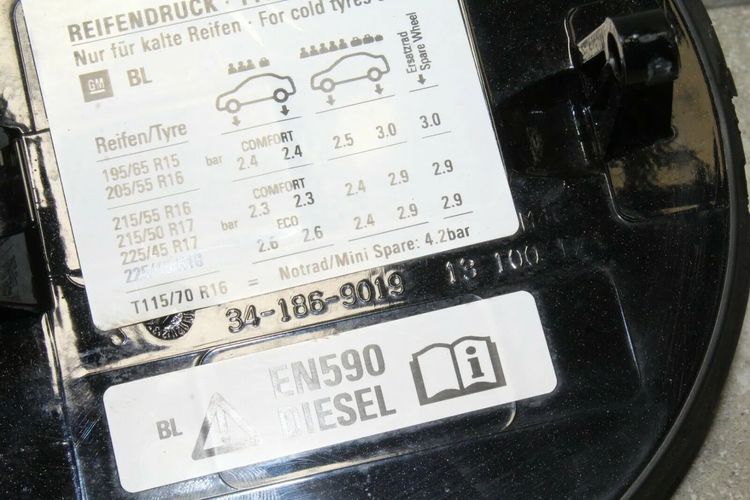 REIFENDRUCK ·
Nur für kalte Reifen · For cold tyres
GM BL
Ersatzrad
Spare Wheel
Reifen/Tyre
195/65 R15
205/55 R16
bar
COMFORT
2.4 2.4 2.5 3.0 3.0
215/55 R16
215/50 R17
225/45 R17
bar
COMFORT
2.3 2.3 2.4 2.9 2.9
ECO
2.6 2.6 2.4 2.9 2.9
T115/70 R16 = Notrad/Mini Spare: 4.2bar
34-186-9019
13 100
BL
EN590
DIESEL
i